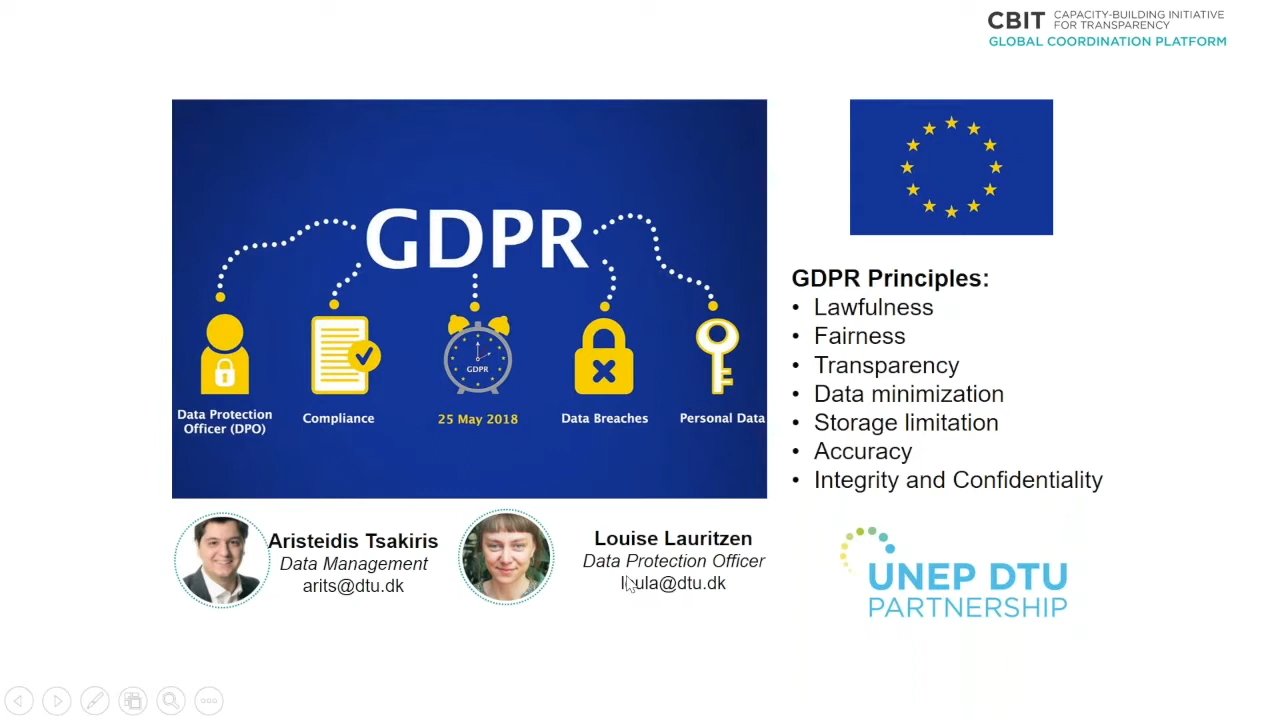 CBIT CAPACITY-BUILDING INITIATIVE
FOR TRANSPARENCY
GLOBAL COORDINATION PLATFORM
GDPR
GDPR
Data Protection
Officer (DPO)
Compliance
25 May 2018
Data Breaches
Personal Data
GDPR Principles:
• Lawfulness
• Fairness
• Transparency
• Data minimization
• Storage limitation
• Accuracy
• Integrity and Confidentiality
Aristeidis Tsakiris
Data Management
arits@dtu.dk
Louise Lauritzen
Data Protection Officer
UNEP DTU
PARTNERSHIP